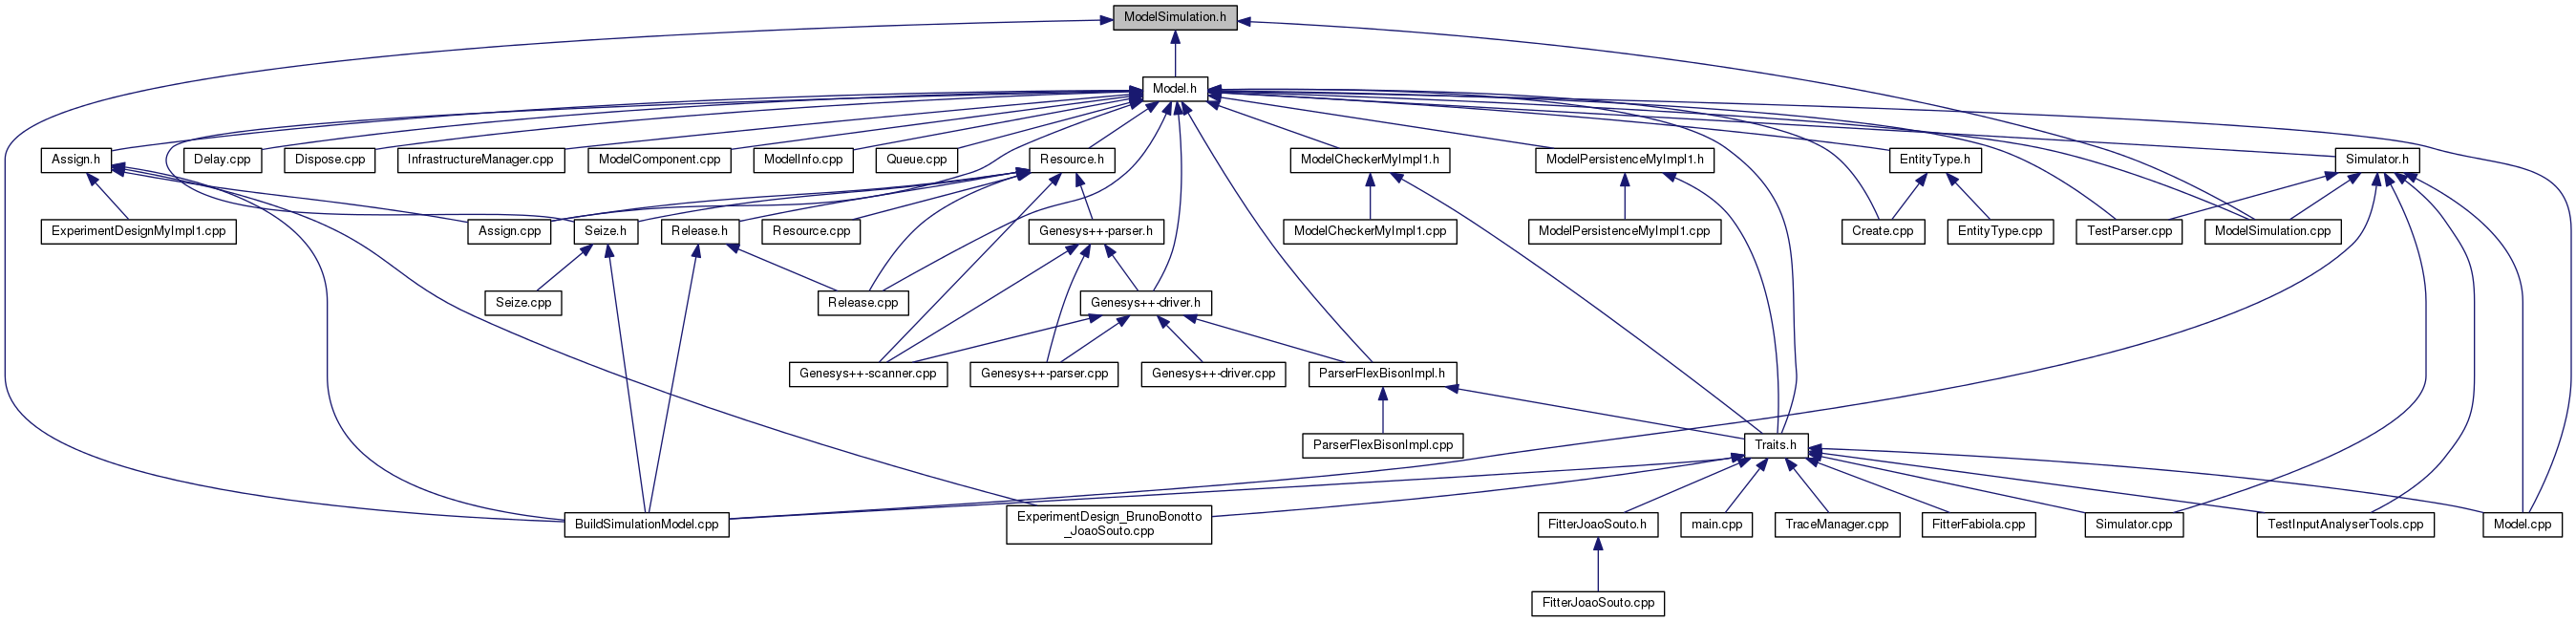 ModelSimulation.h
Model.h
Assign.h
Delay.cpp
Dispose.cpp
InfrastructureManager.cpp
ModelComponent.cpp
ModelInfo.cpp
Queue.cpp
Resource.h
ModelCheckerMyImpl1.h
ModelPersistenceMyImpl1.h
EntityType.h
Simulator.h
ExperimentDesignMyImpl1.cpp
Assign.cpp
Seize.h
Release.h
Resource.cpp
Genesys++-parser.h
ModelCheckerMyImpl1.cpp
ModelPersistenceMyImpl1.cpp
Create.cpp
EntityType.cpp
TestParser.cpp
ModelSimulation.cpp
Seize.cpp
Release.cpp
Genesys++-driver.h
Genesys++-scanner.cpp
Genesys++-parser.cpp
Genesys++-driver.cpp
ParserFlexBisonImpl.h
ParserFlexBisonImpl.cpp
Traits.h
BuildSimulationModel.cpp
ExperimentDesign_BrunoBonotto
_JoaoSouto.cpp
FitterJoaoSouto.h
main.cpp
TraceManager.cpp
FitterFabiola.cpp
Simulator.cpp
TestInputAnalyserTools.cpp
Model.cpp
FitterJoaoSouto.cpp